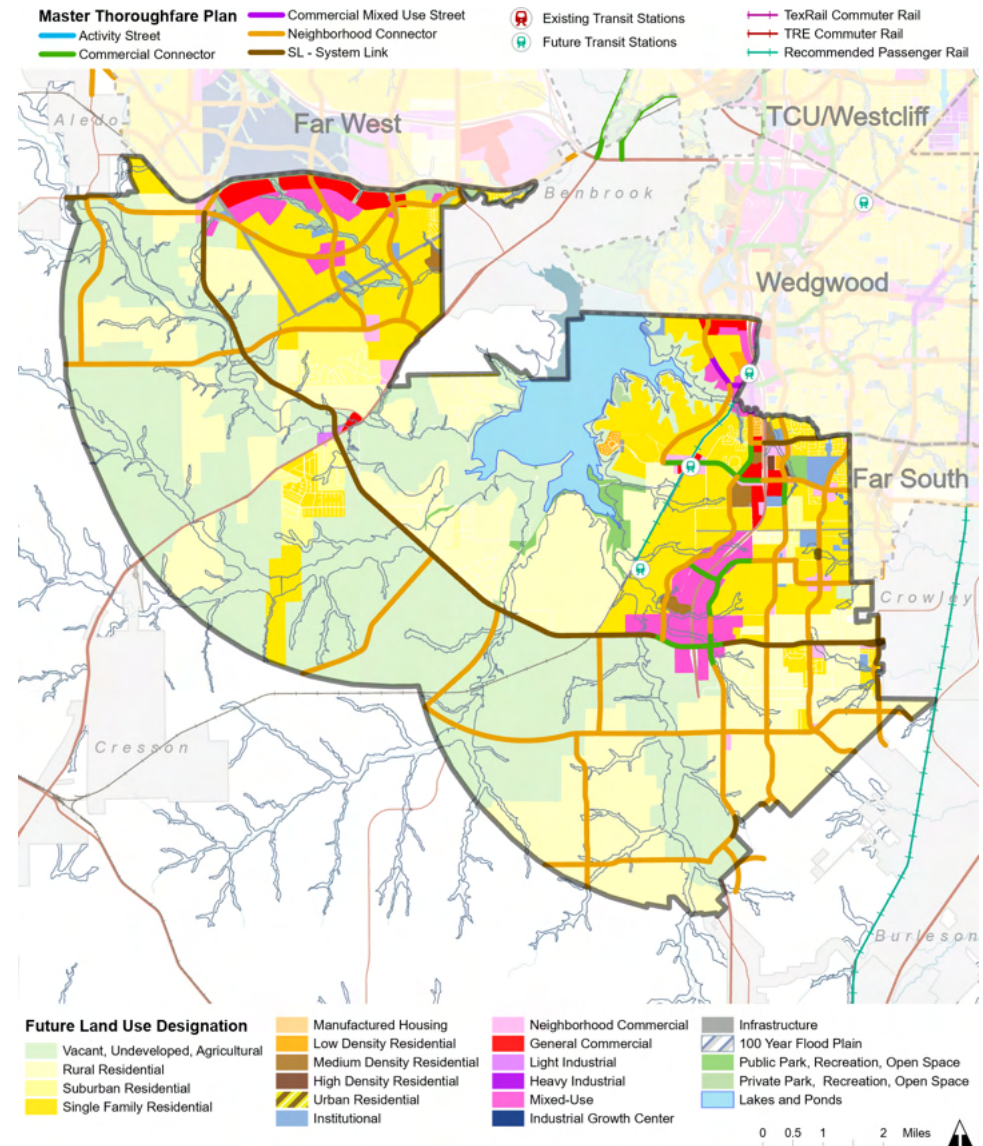 Master Thoroughfare Plan
Activity Street
Commercial Connector
Commercial Mixed Use Street
Neighborhood Connector
SL - System Link
Existing Transit Stations
Future Transit Stations
TexRail Commuter Rail
TRE Commuter Rail
Recommended Passenger Rail
Aledo
Far West
TCU/Westcliff
Benbrook
Wedgwood
Far South
Crowley
Cresson
Burleson
Future Land Use Designation
Vacant, Undeveloped, Agricultural
Rural Residential
Suburban Residential
Single Family Residential
Manufactured Housing
Low Density Residential
Medium Density Residential
High Density Residential
Urban Residential
Institutional
Neighborhood Commercial
General Commercial
Light Industrial
Heavy Industrial
Mixed-Use
Industrial Growth Center
Infrastructure
100 Year Flood Plain
Public Park, Recreation, Open Space
Private Park, Recreation, Open Space
Lakes and Ponds
0 0.5 1 2 Miles